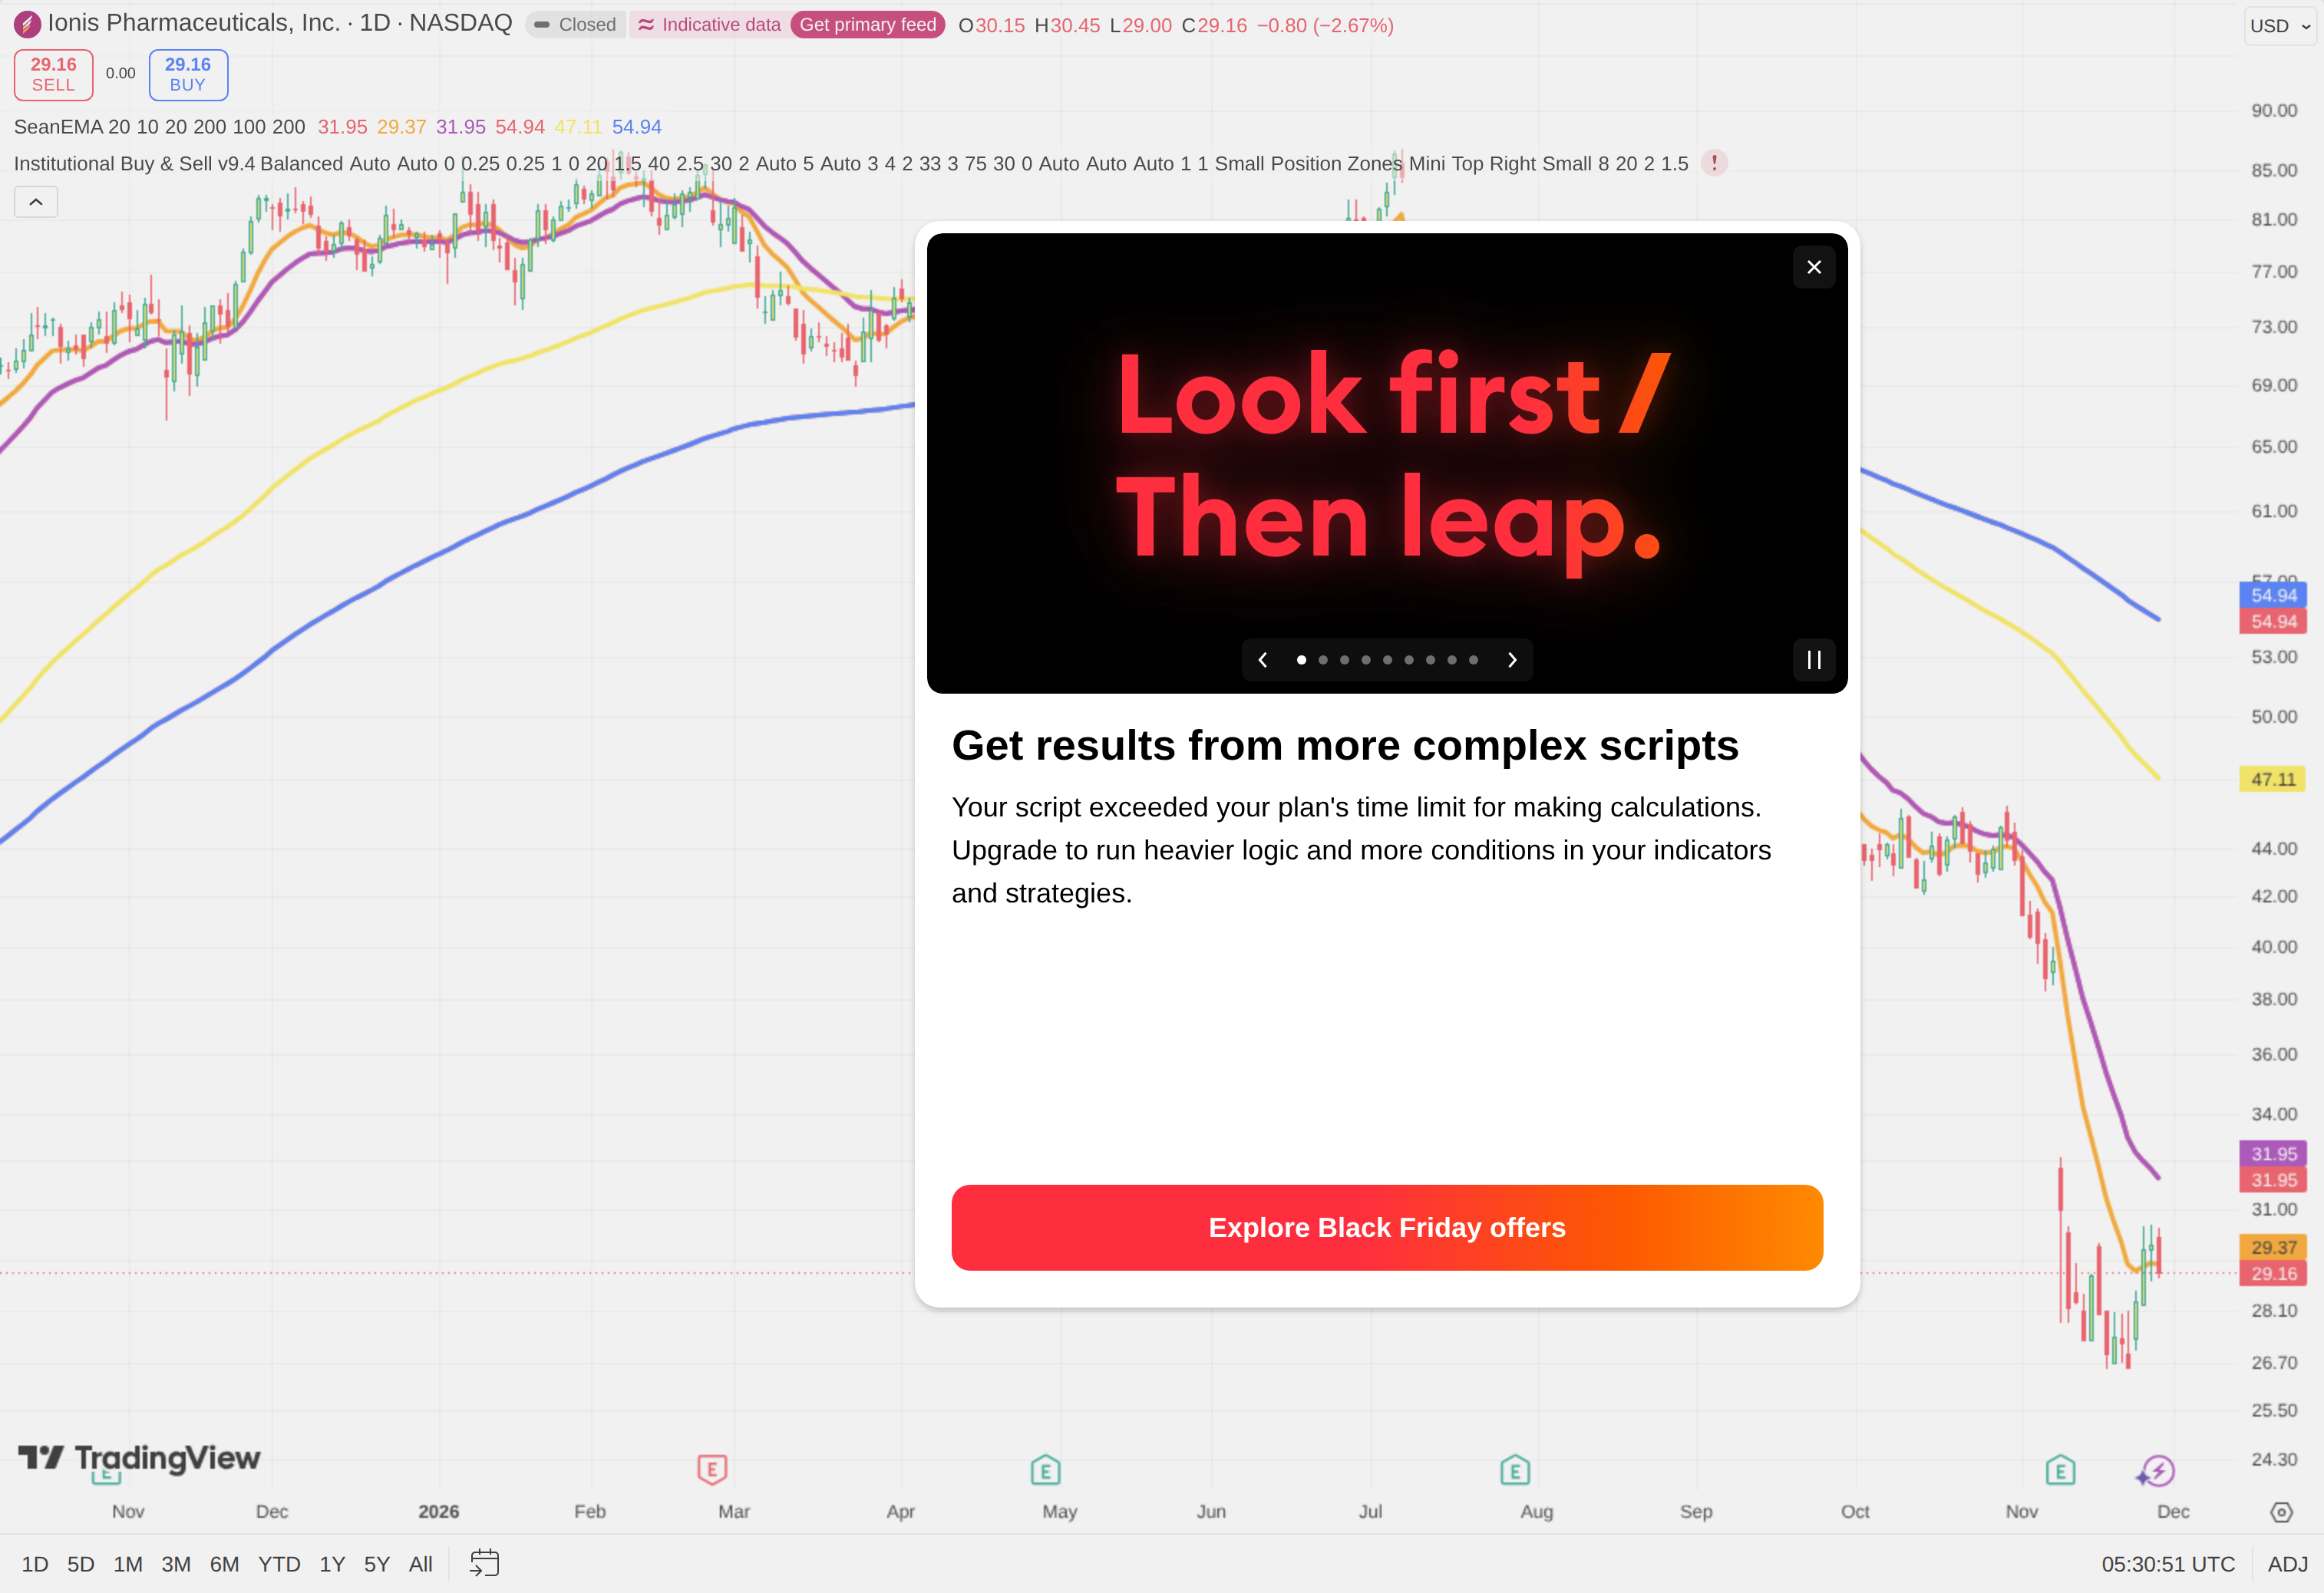 Ionis Pharmaceuticals, Inc. · 1D · NASDAQ Closed Indicative data Get primary feed O30.15 H30.45 L29.00 C29.16 −0.80 (−2.67%)
USD
29.16 SELL
0.00
29.16 BUY
SeanEMA 20 10 20 200 100 200 31.95 29.37 31.95 54.94 47.11 54.94
Institutional Buy & Sell v9.4 Balanced Auto Auto 0 0.25 0.25 1 0 20 1.5 40 2.5 30 2 Auto 5 Auto 3 4 2 33 3 75 30 0 Auto Auto Auto 1 1 Small Position Zones Mini Top Right Small 8 20 2 1.5
Look first /
Then leap.
Get results from more complex scripts
Your script exceeded your plan's time limit for making calculations.
Upgrade to run heavier logic and more conditions in your indicators
and strategies.
Explore Black Friday offers
90.00
85.00
81.00
77.00
73.00
69.00
65.00
61.00
57.00
54.94
54.94
53.00
50.00
47.11
44.00
42.00
40.00
38.00
36.00
34.00
31.95
31.95
31.00
29.37
29.16
28.10
26.70
25.50
24.30
TradingView
E E E E E
Nov Dec 2026 Feb Mar Apr May Jun Jul Aug Sep Oct Nov Dec
1D 5D 1M 3M 6M YTD 1Y 5Y All 05:30:51 UTC ADJ